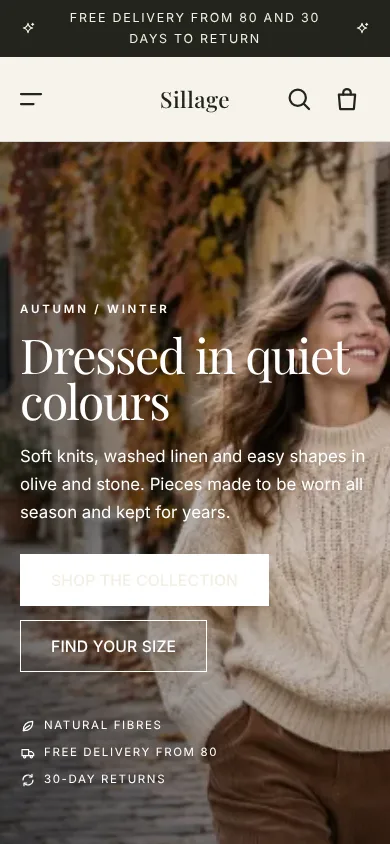 FREE DELIVERY FROM 80 AND 30
DAYS TO RETURN
Sillage
AUTUMN / WINTER
Dressed in quiet
colours
Soft knits, washed linen and easy shapes in
olive and stone. Pieces made to be worn all
season and kept for years.
SHOP THE COLLECTION
FIND YOUR SIZE
NATURAL FIBRES
FREE DELIVERY FROM 80
30-DAY RETURNS